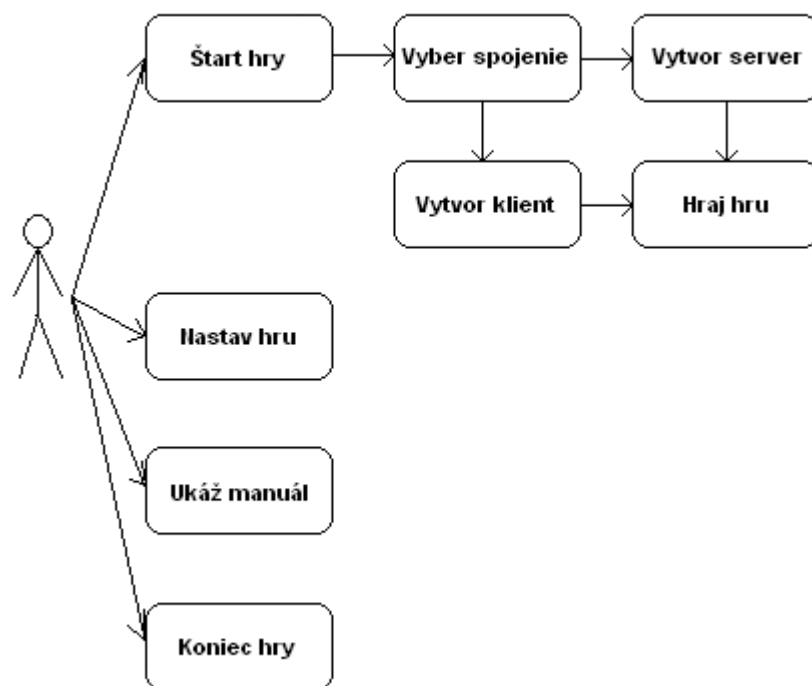 Štart hry
Vyber spojenie
Vytvor server
Vytvor klient
Hraj hru
Nastav hru
Ukáž manuál
Koniec hry